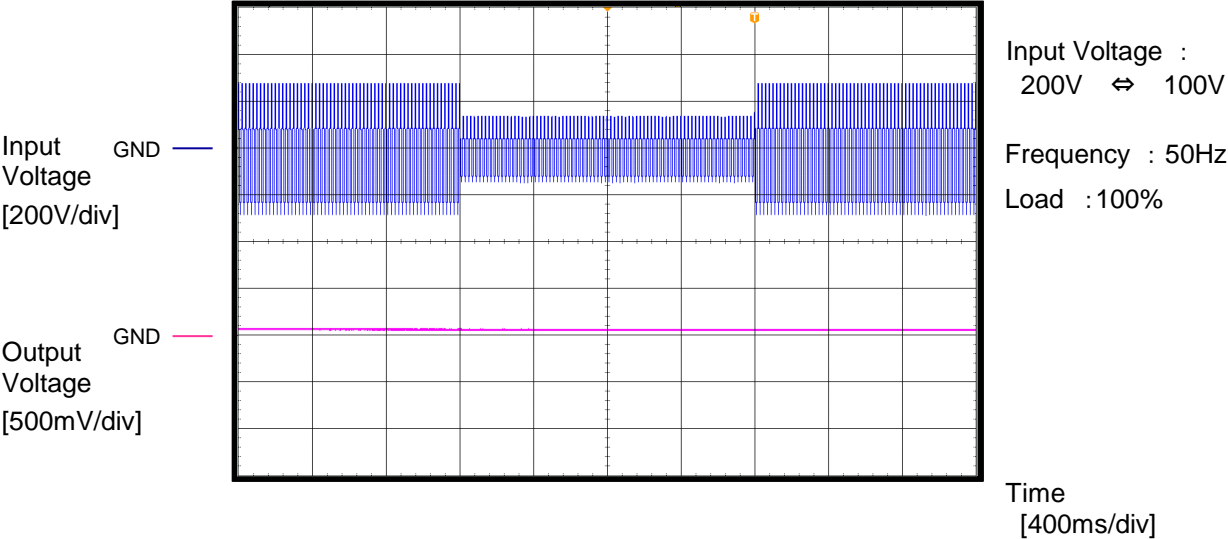 T
Input Voltage :
200V ⇔ 100V
Input
Voltage
[200V/div]
GND
Frequency : 50Hz
Load :100%
Output
Voltage
[500mV/div]
GND
Time
[400ms/div]